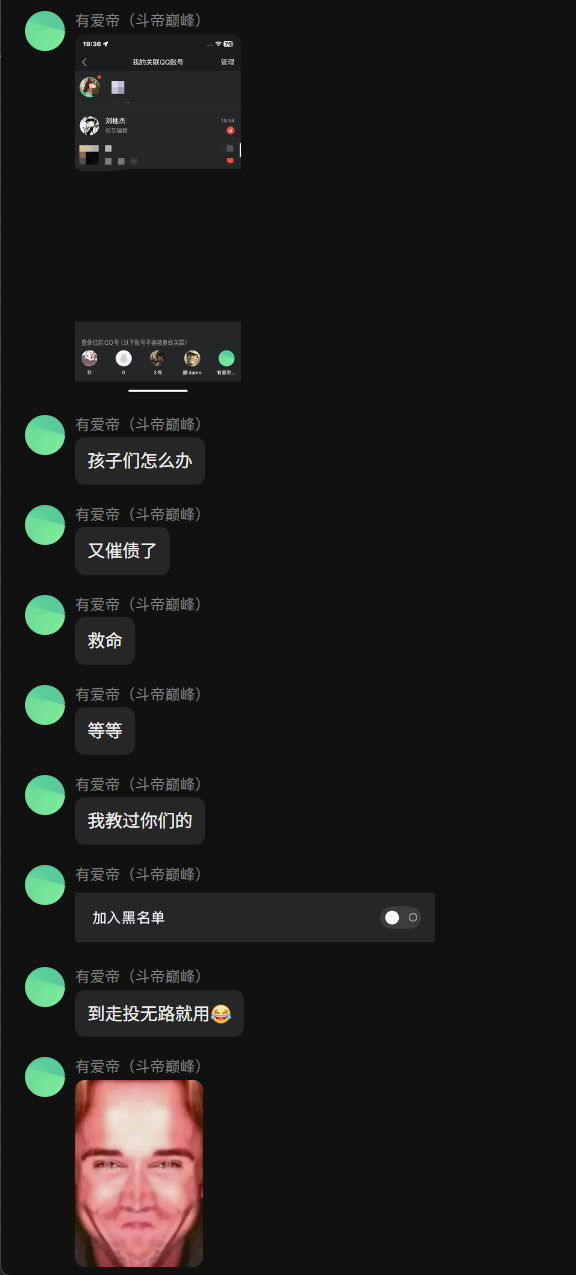 有爱帝（斗帝巅峰）
19:36
79
我的关联QQ账号
管理
刘柚杰
19:34
你又骗我
4
登录过的QQ号（以下账号不会被自动关联）
0
2号
有爱帝...
有爱帝（斗帝巅峰）
孩子们怎么办
有爱帝（斗帝巅峰）
又催债了
有爱帝（斗帝巅峰）
救命
有爱帝（斗帝巅峰）
等等
有爱帝（斗帝巅峰）
我教过你们的
有爱帝（斗帝巅峰）
加入黑名单
有爱帝（斗帝巅峰）
到走投无路就用😂
有爱帝（斗帝巅峰）